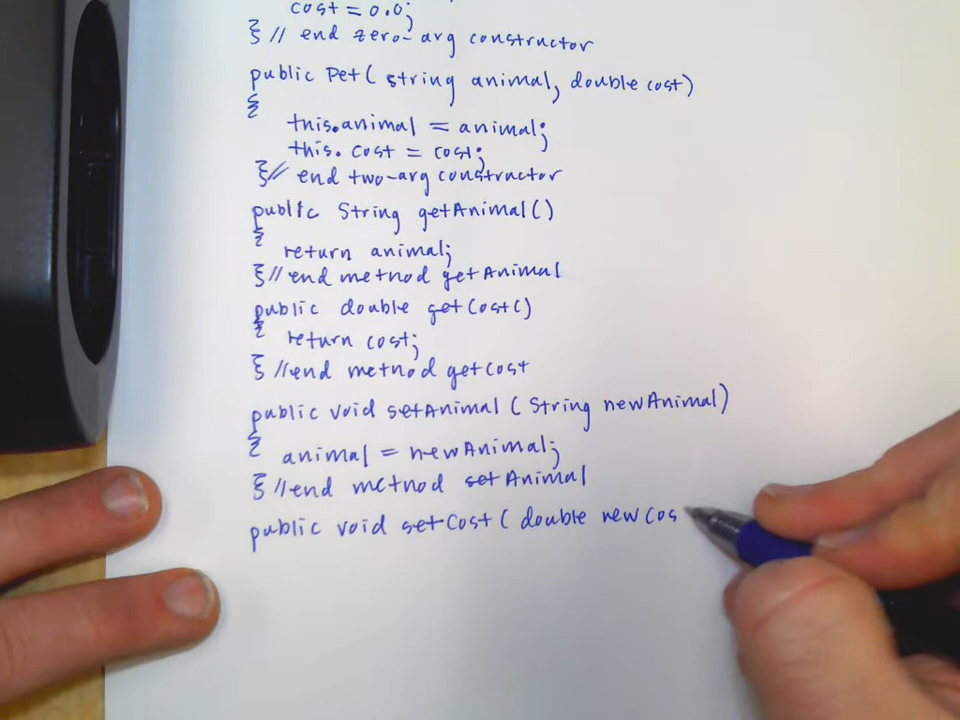 cost = 0.0;
} // end zero-arg constructor
public Pet( string animal, double cost)
{
this.animal = animal;
this. cost = cost;
} // end two-arg constructor
public String getAnimal()
{
return animal;
} // end method getAnimal
public double getCost()
{
return cost;
} // end method getCost
public void setAnimal ( String newAnimal)
{
animal = newAnimal;
} // end method setAnimal
public void setCost ( double newCos